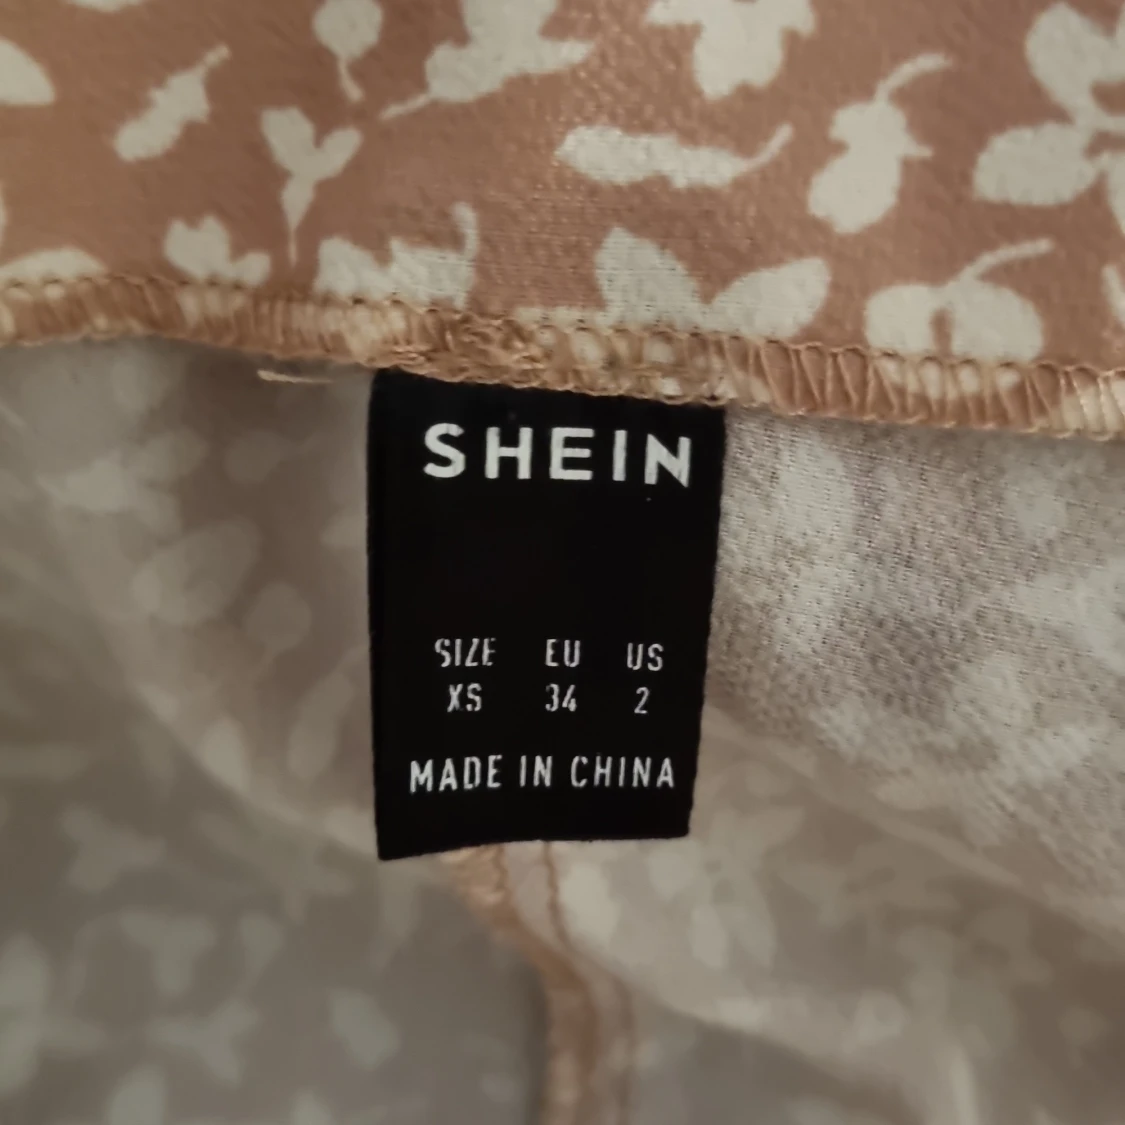 SHEIN
SIZE EU US
XS 34 2
MADE IN CHINA